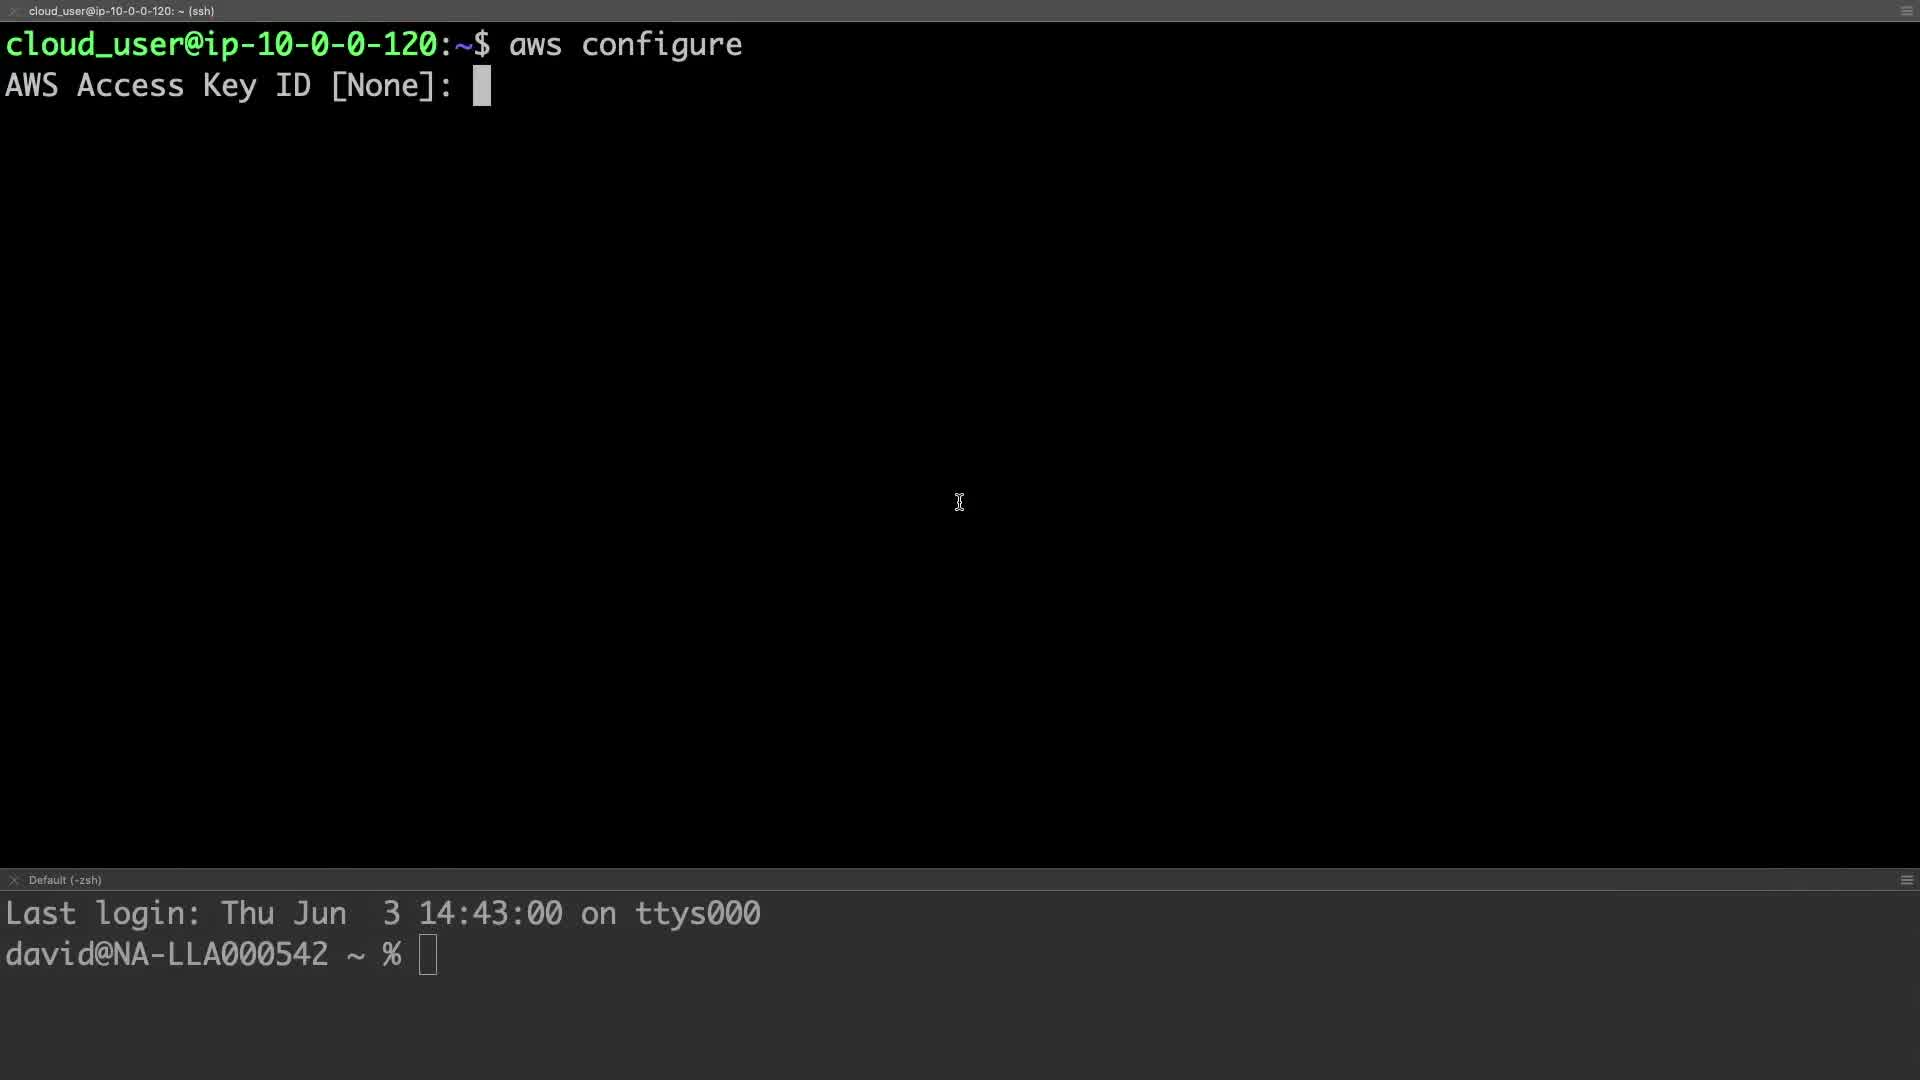 cloud_user@ip-10-0-0-120: ~ (ssh)
cloud_user@ip-10-0-0-120:~$ aws configure
AWS Access Key ID [None]:
Default (-zsh)
Last login: Thu Jun  3 14:43:00 on ttys000
david@NA-LLA000542 ~ %